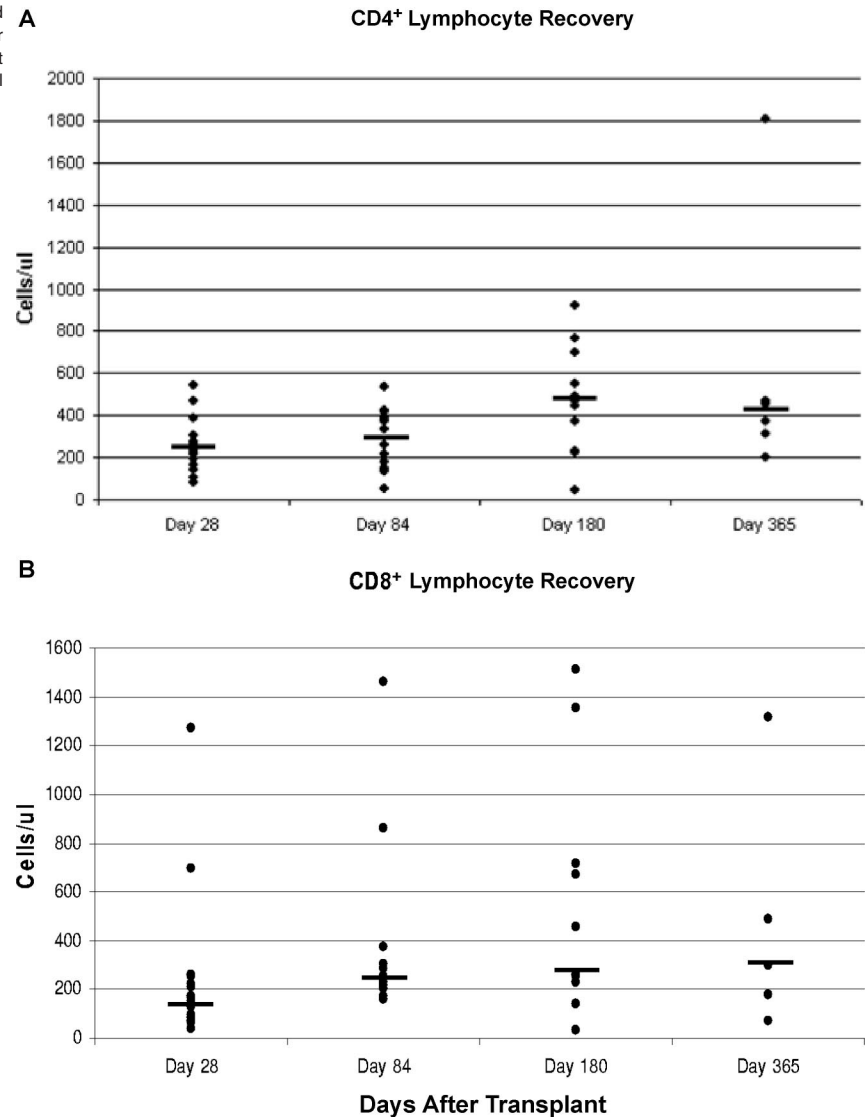 d
r
t
l
A
CD4+ Lymphocyte Recovery
2000
1800
1600
1400
1200
1000
800
600
400
200
0
Cells/ul
Day 28 Day 84 Day 180 Day 365
B
CD8+ Lymphocyte Recovery
1600
1400
1200
1000
800
600
400
200
0
Cells/ul
Day 28 Day 84 Day 180 Day 365
Days After Transplant